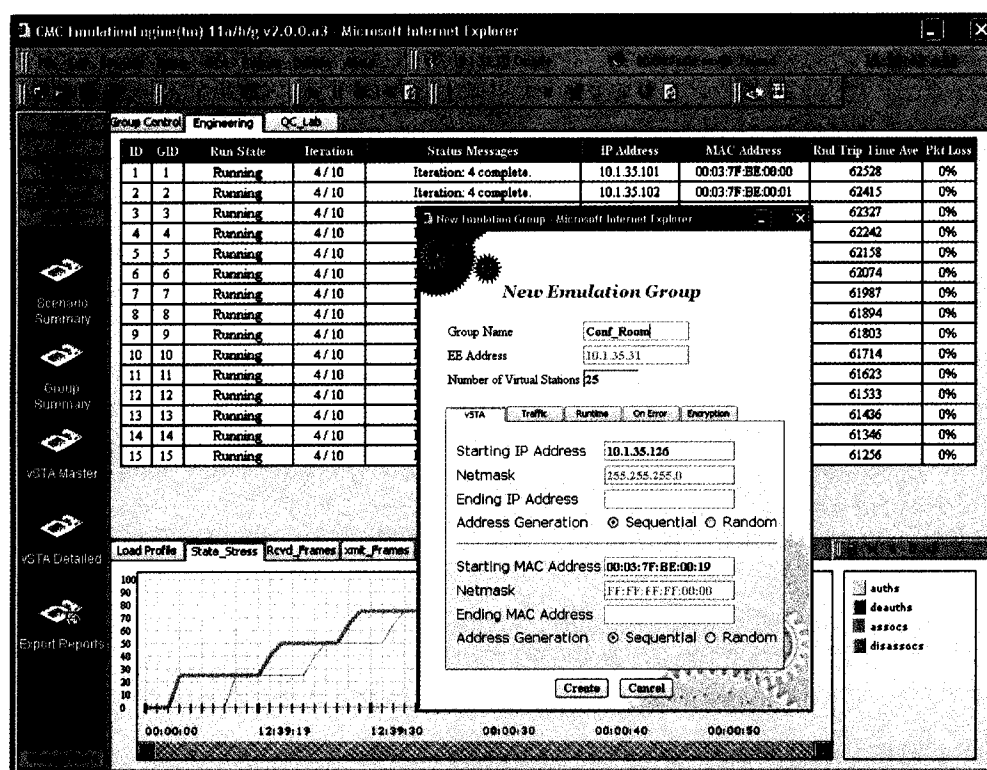 CMC EmulationEngine(tm) 11a/b/g v2.0.0.a3 - Microsoft Internet Explorer
Group Control Engineering QC_Lab
ID GID Run State Iteration Status Messages IP Address MAC Address Rnd Trip Time Ave Pkt Loss
1 1 Running 4/10 Iteration: 4 complete. 10.1.35.101 00:03:7F:BE:00:00 62528 0%
2 2 Running 4/10 Iteration: 4 complete. 10.1.35.102 00:03:7F:BE:00:01 62415 0%
3 3 Running 4/10 62327 0%
4 4 Running 4/10 62242 0%
5 5 Running 4/10 62158 0%
6 6 Running 4/10 62074 0%
7 7 Running 4/10 61987 0%
8 8 Running 4/10 61894 0%
9 9 Running 4/10 61803 0%
10 10 Running 4/10 61714 0%
11 11 Running 4/10 61623 0%
12 12 Running 4/10 61533 0%
13 13 Running 4/10 61436 0%
14 14 Running 4/10 61346 0%
15 15 Running 4/10 61256 0%
Scenario
Summary
Group
Summary
vSTA Master
vSTA Detailed
Export Reports
New Emulation Group - Microsoft Internet Explorer
New Emulation Group
Group Name Conf_Room
EE Address 10.1.35.31
Number of Virtual Stations 25
vSTA Traffic Runtime On Error Encryption
Starting IP Address 10.1.35.126
Netmask 255.255.255.0
Ending IP Address
Address Generation Sequential Random
Starting MAC Address 00:03:7F:BE:00:19
Netmask FF:FF:FF:FF:00:00
Ending MAC Address
Address Generation Sequential Random
Create Cancel
Load Profile State_Stress Rcvd_Frames xmit_Frames
100
90
80
70
60
50
40
30
20
10
0
00:00:00 12:39:19 12:39:30 00:00:30 00:00:40 00:00:50
auths
deauths
assocs
disassocs